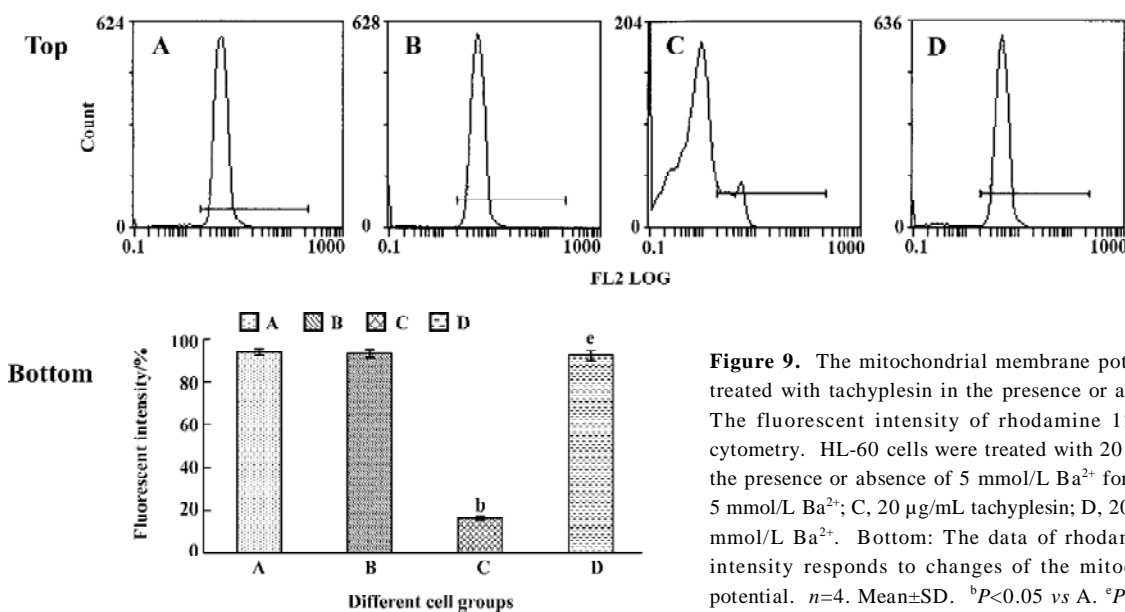 Top
624
A
628
B
204
C
636
D
Count
0
0
0
0
0.1 1000
0.1 1000
0.1 1000
0.1 1000
FL2 LOG
Bottom
A B C D
Fluorescent intensity/%
100
80
60
40
20
0
b
e
A B C D
Different cell groups
Figure 9. The mitochondrial membrane
treated with tachyplesin in the presence or
The fluorescent intensity of rhodamine
cytometry. HL-60 cells were treated with 20
the presence or absence of 5 mmol/L Ba²⁺ for
5 mmol/L Ba²⁺; C, 20 µg/mL tachyplesin; D,
mmol/L Ba²⁺. Bottom: The data of
intensity responds to changes of the
potential. n=4. Mean±SD. ᵇP<0.05 vs A. ᵉP